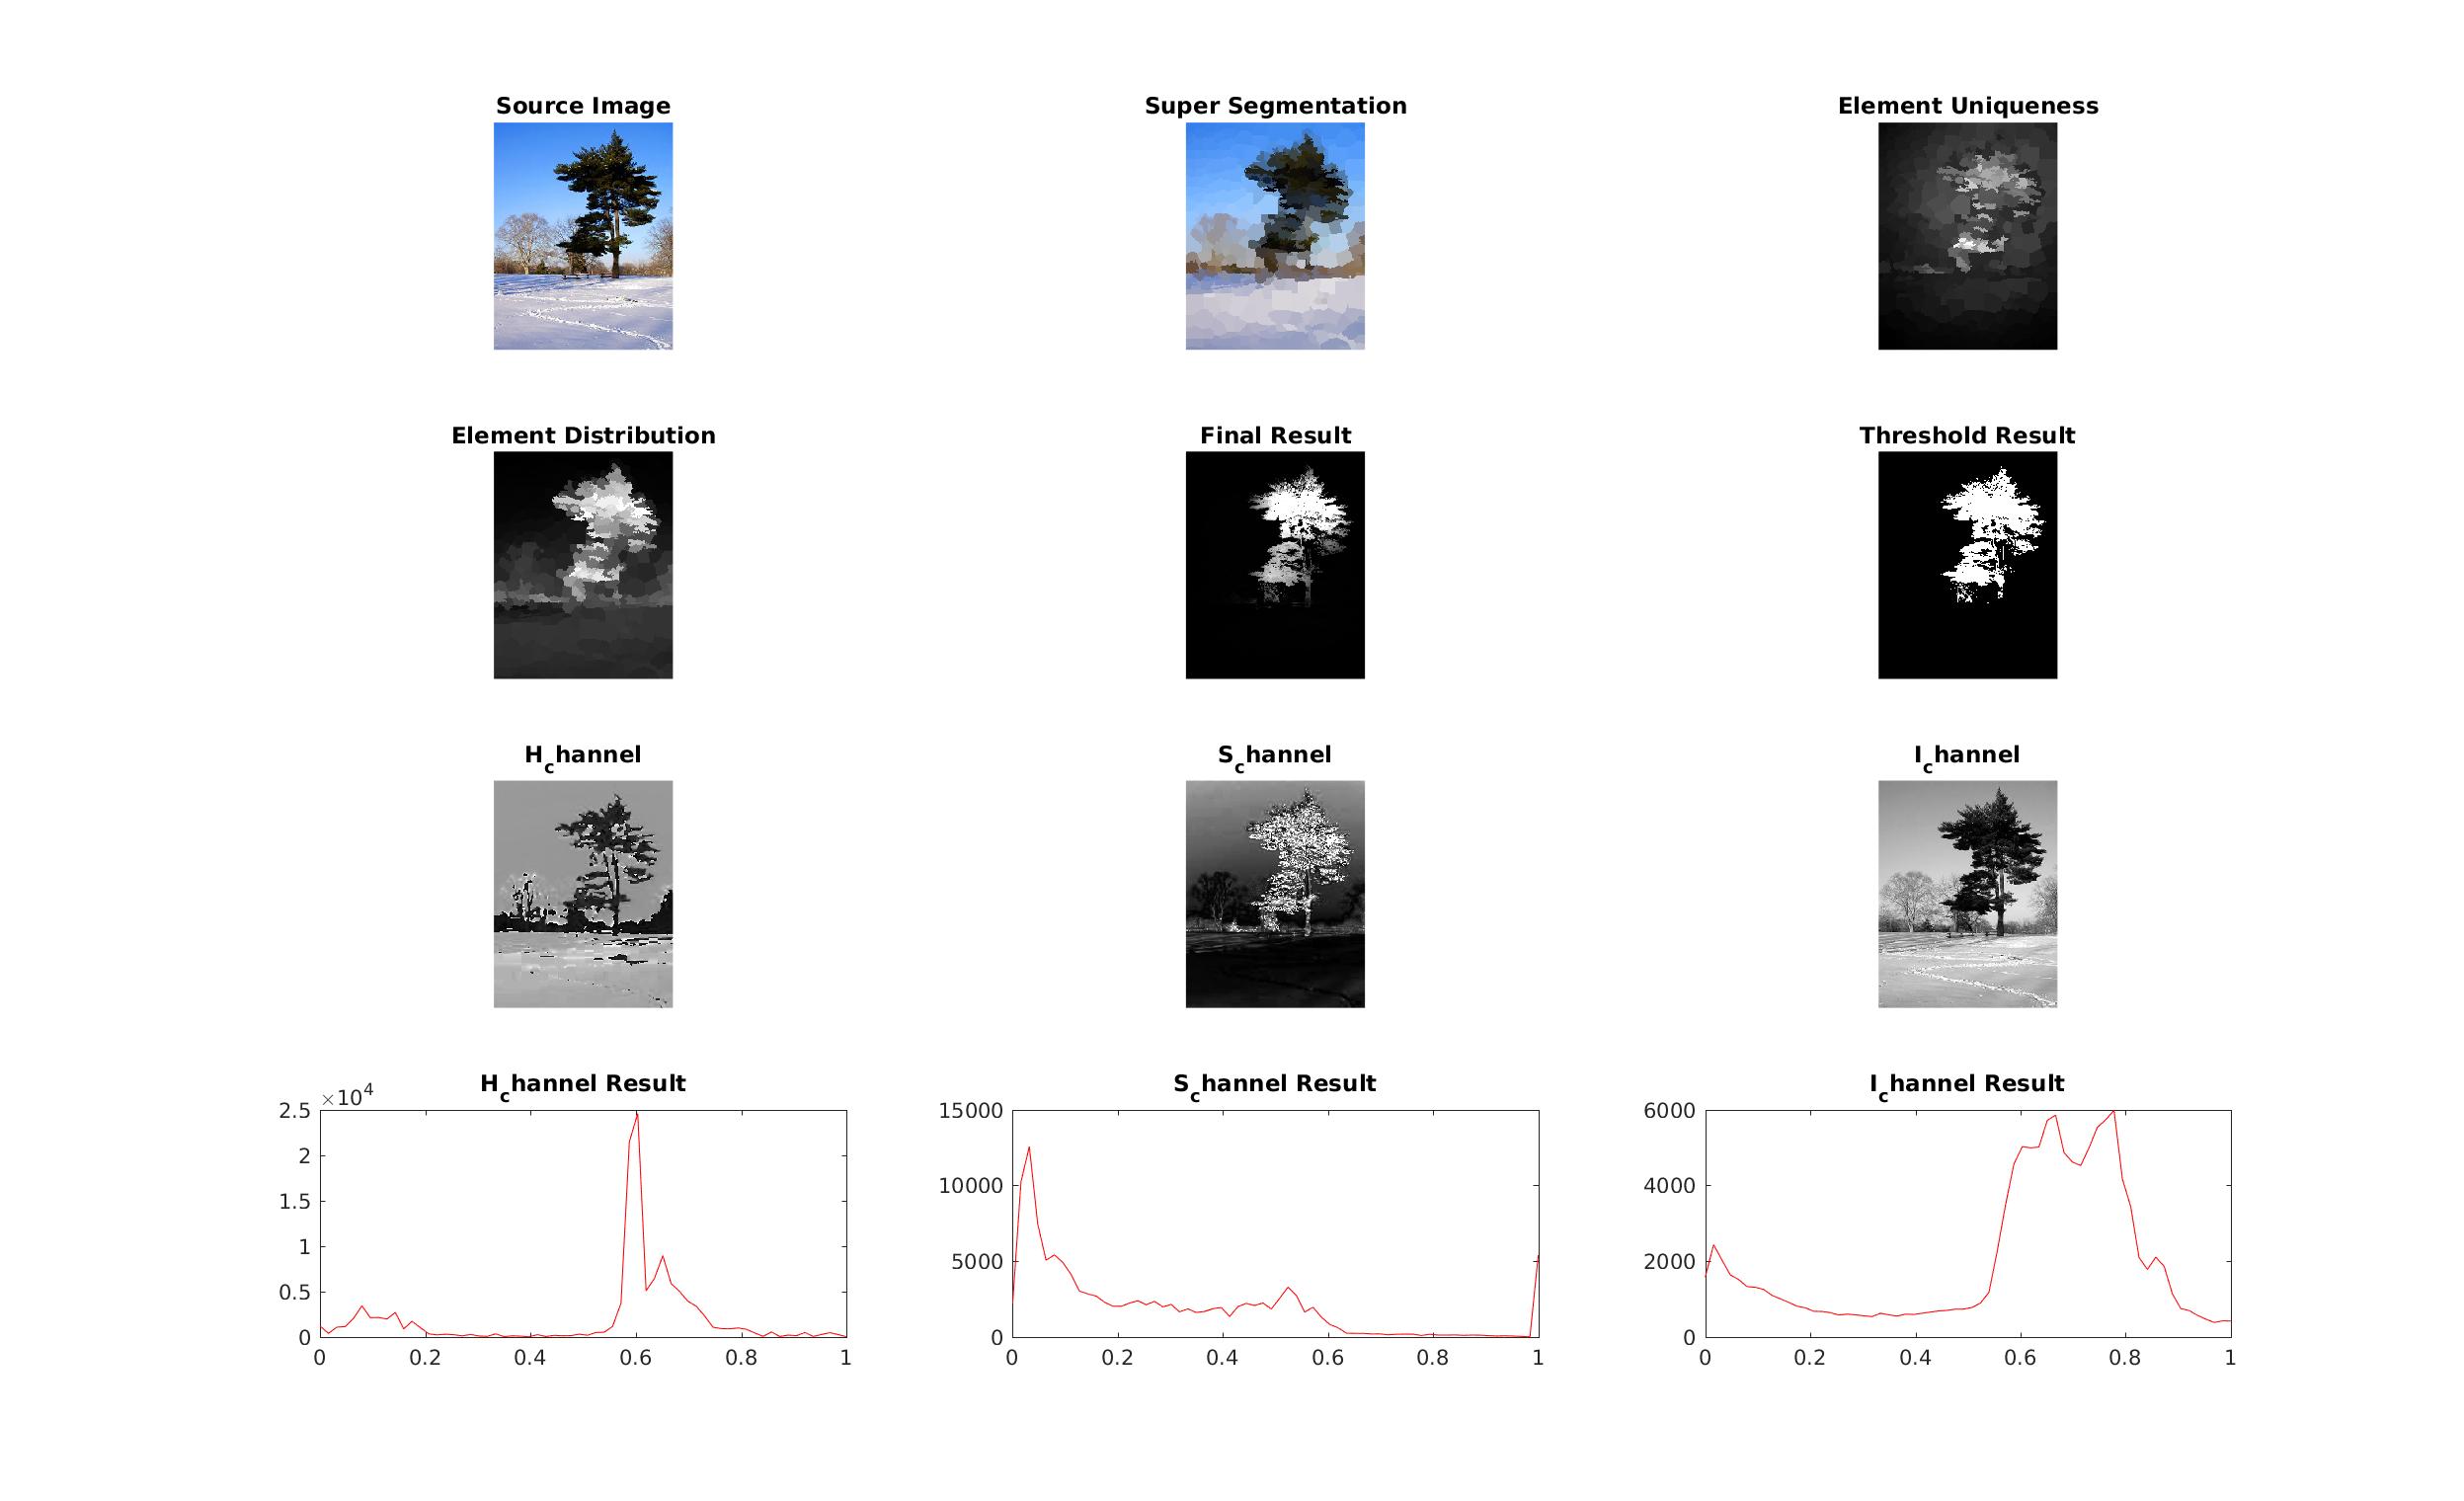 Source Image
Super Segmentation
Element Uniqueness
Element Distribution
Final Result
Threshold Result
H_channel
S_channel
I_channel
H_channel Result
S_channel Result
I_channel Result
×10^4
2.5
2
1.5
1
0.5
0
0 0.2 0.4 0.6 0.8 1
15000
10000
5000
0
0 0.2 0.4 0.6 0.8 1
6000
4000
2000
0
0 0.2 0.4 0.6 0.8 1